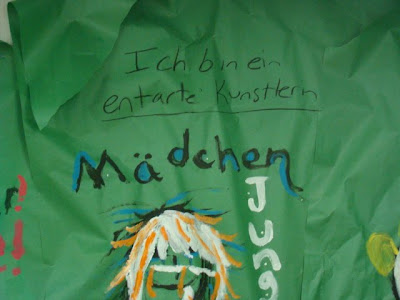 Ich bin ein
entarte Künstlern
Mädchen
Jung